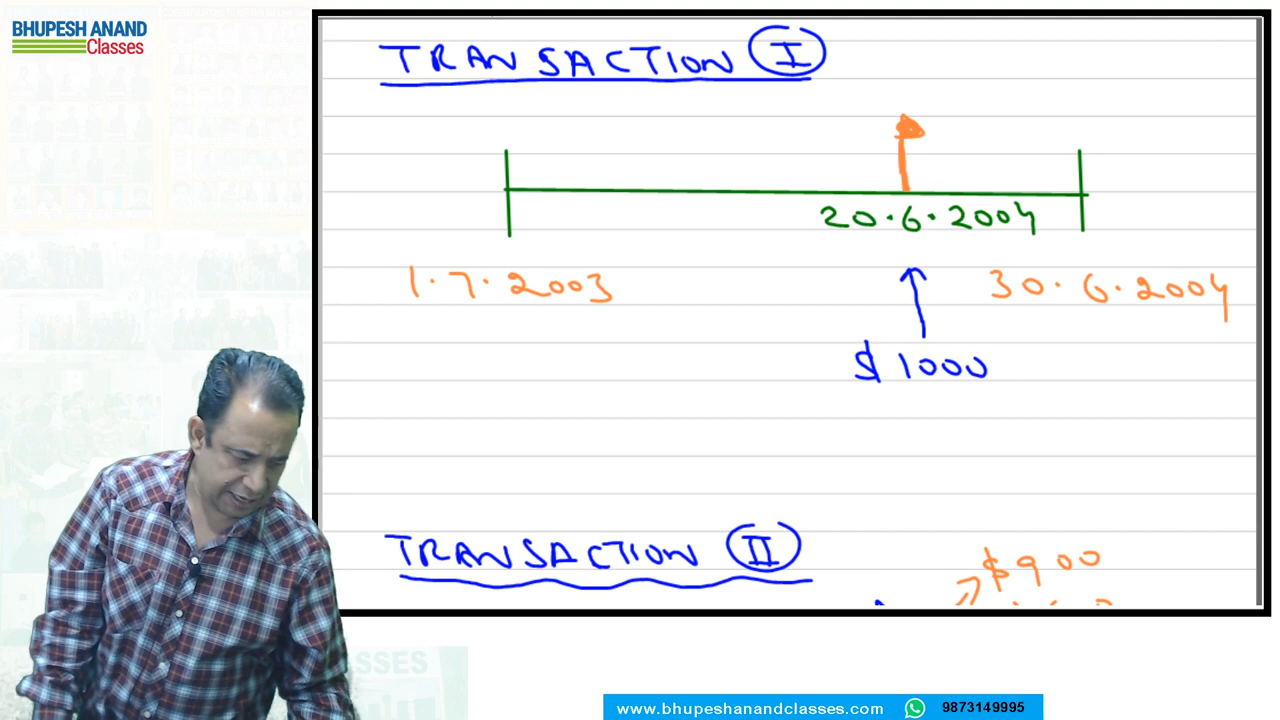 BHUPESH ANAND
Classes
TRANSACTION I
20.6.2004
1.7.2003
30.6.2004
$ 1000
TRANSACTION II
$900
CLASSES
www.bhupeshanandclasses.com
9873149995